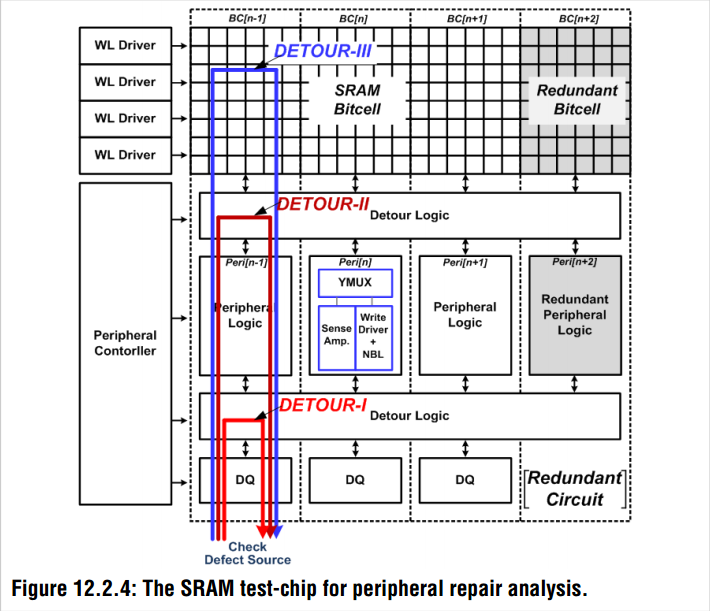 BC[n-1] BC[n] BC[n+1] BC[n+2]
WL Driver
WL Driver
WL Driver
WL Driver
DETOUR-III
SRAM
Bitcell
Redundant
Bitcell
DETOUR-II
Detour Logic
Peripheral
Contorller
Peri[n-1] Peri[n] Peri[n+1] Peri[n+2]
Peripheral
Logic
YMUX
Sense
Amp.
Write
Driver
+
NBL
Peripheral
Logic
Redundant
Peripheral
Logic
DETOUR-I
Detour Logic
DQ DQ DQ
[Redundant
Circuit]
Check
Defect Source
Figure 12.2.4: The SRAM test-chip for peripheral repair analysis.